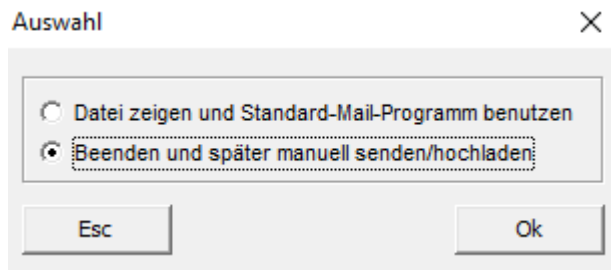 Auswahl
Datei zeigen und Standard-Mail-Programm benutzen
Beenden und später manuell senden/hochladen
Esc
Ok